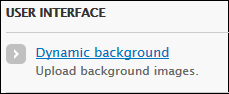 USER INTERFACE
Dynamic background
Upload background images.